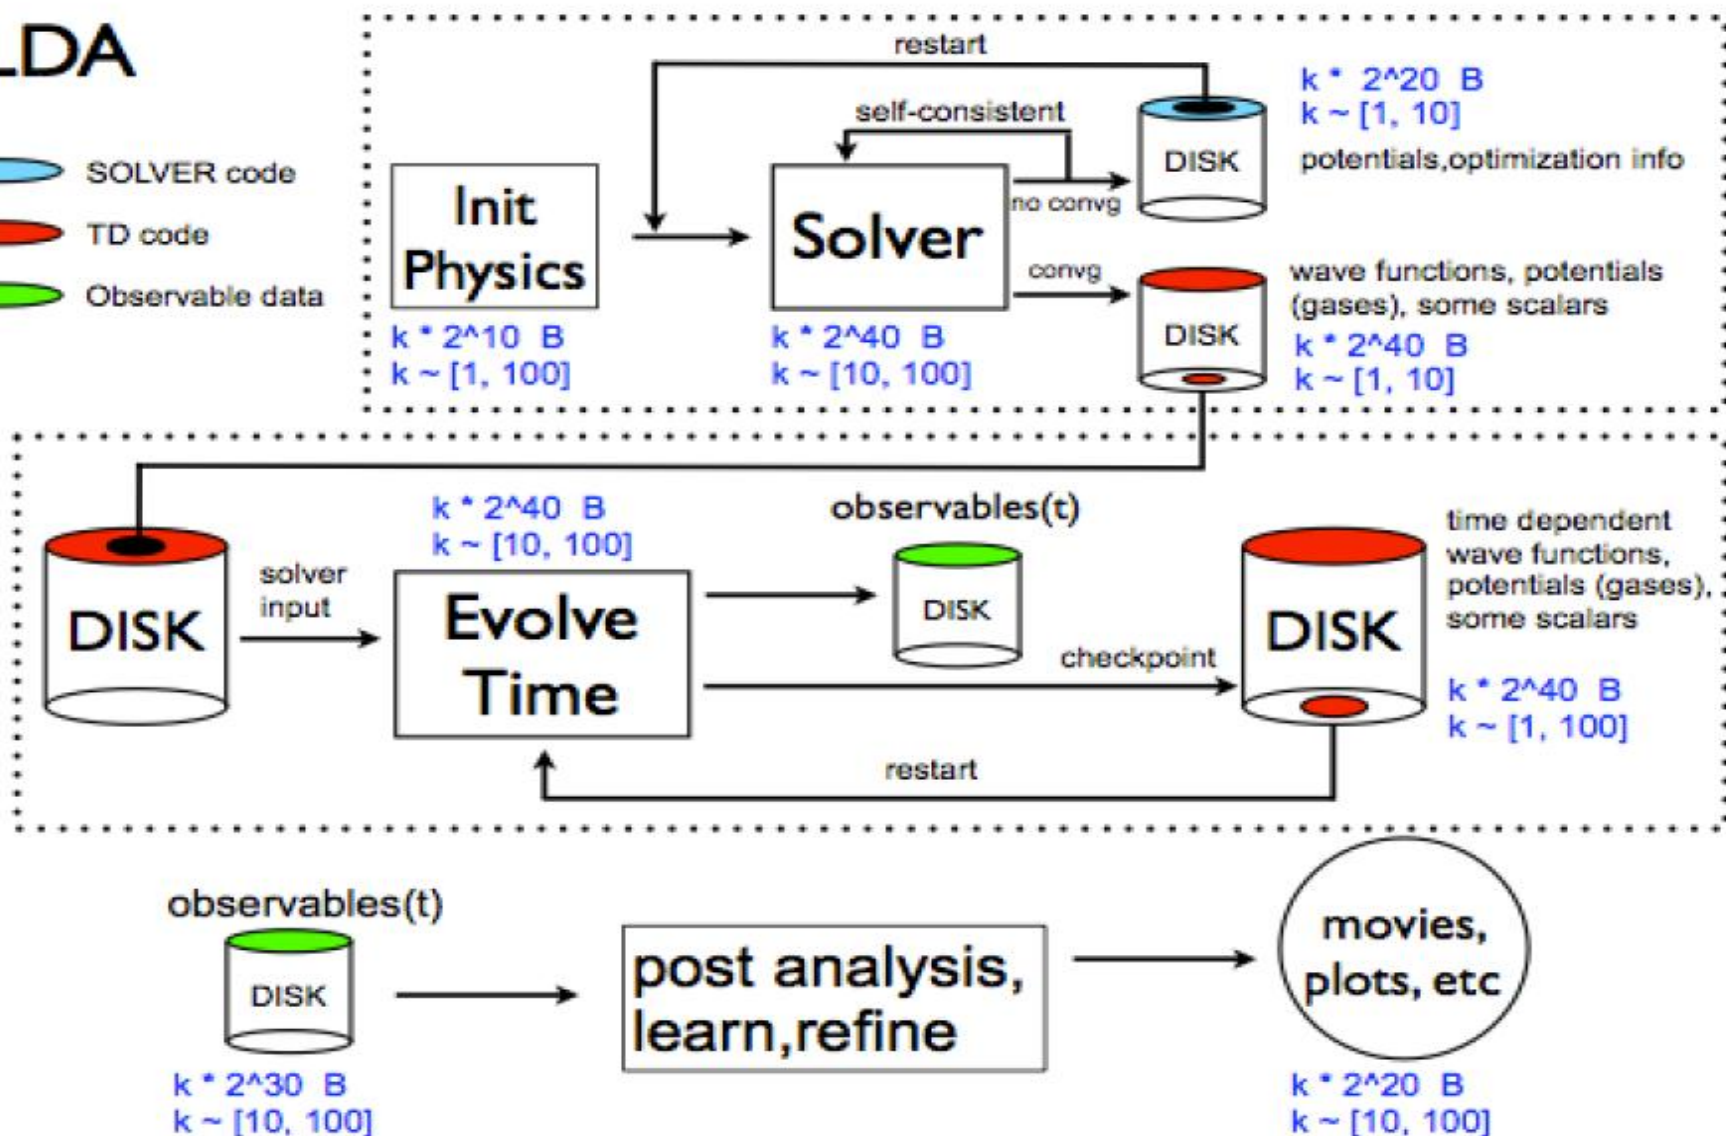 LDA
SOLVER code
TD code
Observable data
restart
self-consistent
Init
Physics
k * 2^10 B
k ~ [1, 100]
Solver
k * 2^40 B
k ~ [10, 100]
no convg
convg
DISK
k * 2^20 B
k ~ [1, 10]
potentials,optimization info
DISK
wave functions, potentials
(gases), some scalars
k * 2^40 B
k ~ [1, 10]
DISK
solver
input
k * 2^40 B
k ~ [10, 100]
Evolve
Time
observables(t)
DISK
checkpoint
restart
DISK
time dependent
wave functions,
potentials (gases),
some scalars
k * 2^40 B
k ~ [1, 100]
observables(t)
DISK
k * 2^30 B
k ~ [10, 100]
post analysis,
learn,refine
movies,
plots, etc
k * 2^20 B
k ~ [10, 100]